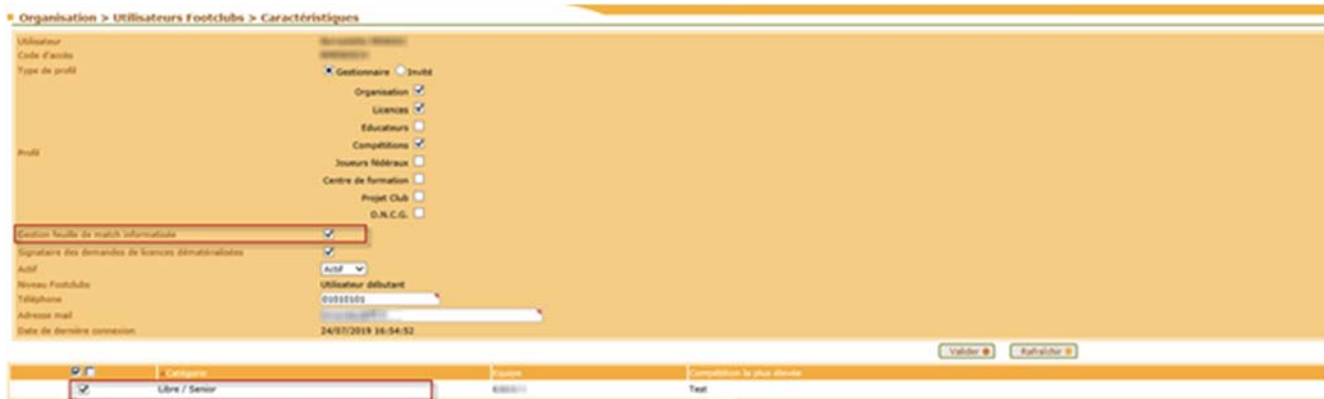 Organisation > Utilisateurs Footclubs > Caractéristiques
Utilisateur
Code d'accès
Type de profil Gestionnaire Invité
Organisation
Licences
Educateurs
Compétitions
Profil
Joueurs fédéraux
Centre de formation
Projet Club
D.N.C.G.
Gestion feuille de match informatisée
Signataire des demandes de licences dématérialisées
Actif Actif
Niveau Footclubs Utilisateur débutant
Téléphone 01010101
Adresse mail
Date de dernière connexion 24/07/2019 16:54:52
Valider Rafraîchir
Catégorie Equipe Compétition la plus élevée
Libre / Senior Test